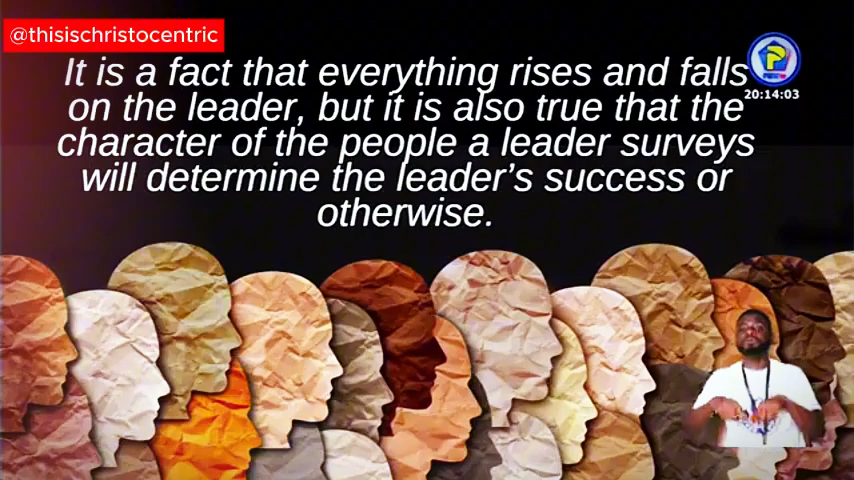 @thisischristocentric
It is a fact that everything rises and falls
on the leader, but it is also true that the
character of the people a leader surveys
will determine the leader's success or
otherwise.
20:14:03